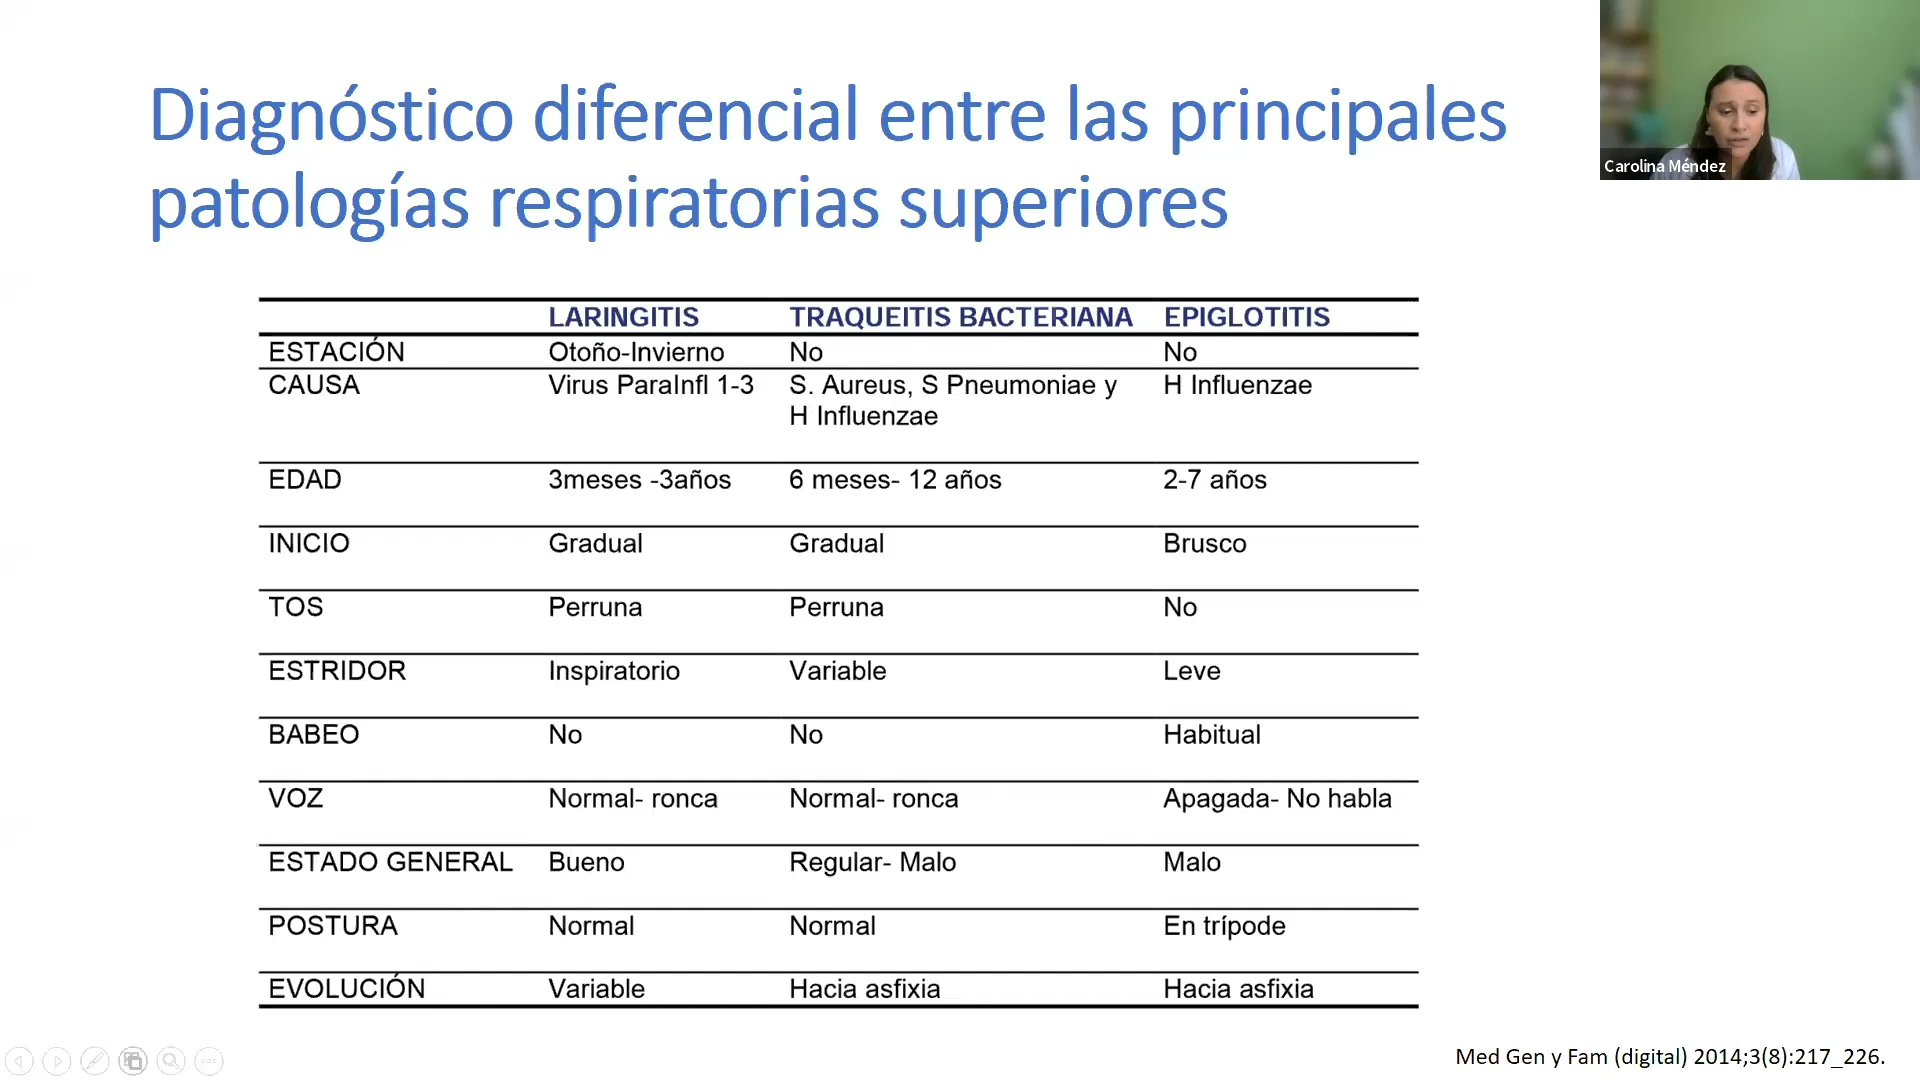 Diagnóstico diferencial entre las principales
patologías respiratorias superiores
Carolina Méndez
LARINGITIS TRAQUEITIS BACTERIANA EPIGLOTITIS
ESTACIÓN Otoño-Invierno No No
CAUSA Virus ParaInfl 1-3 S. Aureus, S Pneumoniae y H Influenzae
H Influenzae
EDAD 3meses -3años 6 meses- 12 años 2-7 años
INICIO Gradual Gradual Brusco
TOS Perruna Perruna No
ESTRIDOR Inspiratorio Variable Leve
BABEO No No Habitual
VOZ Normal- ronca Normal- ronca Apagada- No habla
ESTADO GENERAL Bueno Regular- Malo Malo
POSTURA Normal Normal En trípode
EVOLUCIÓN Variable Hacia asfixia Hacia asfixia
Med Gen y Fam (digital) 2014;3(8):217_226.